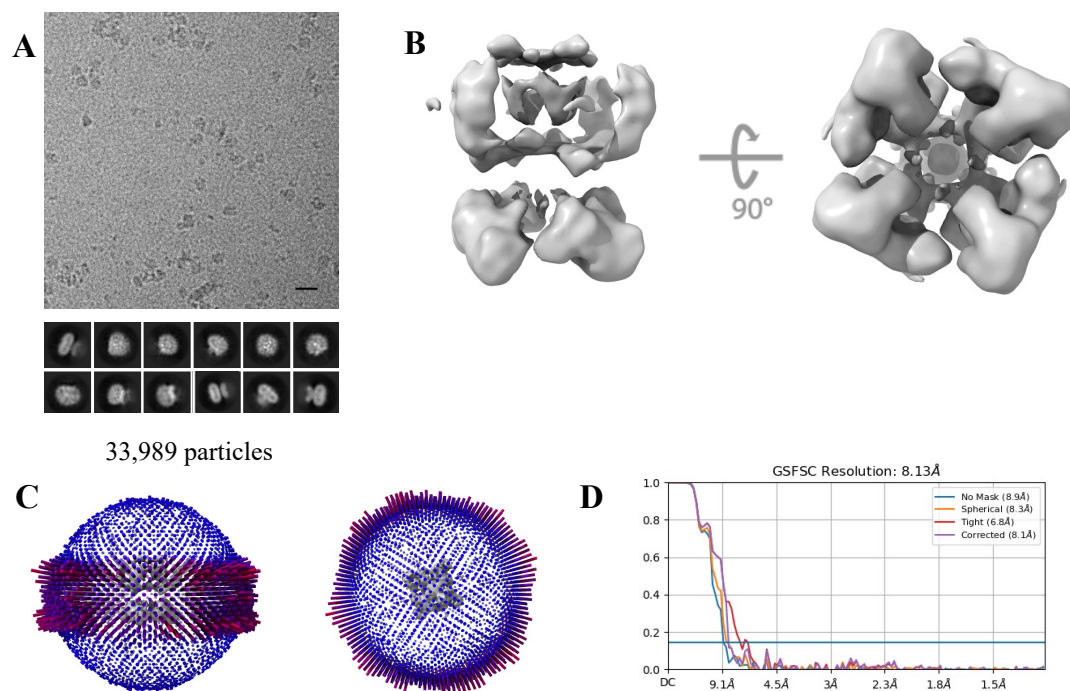 A
B
90°
33,989 particles
C
D
GSFSC Resolution: 8.13Å
No Mask (8.9Å)
Spherical (8.3Å)
Tight (6.8Å)
Corrected (8.1Å)
1.0
0.8
0.6
0.4
0.2
0.0
DC
9.1Å
4.5Å
3Å
2.3Å
1.8Å
1.5Å